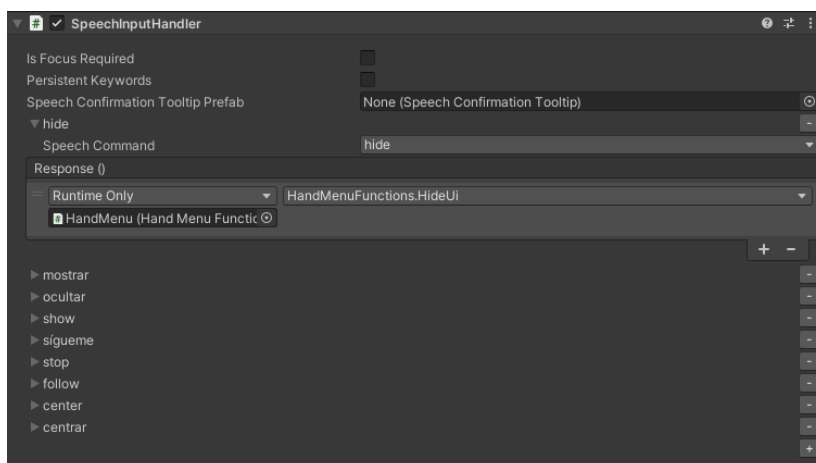 SpeechInputHandler
Is Focus Required
Persistent Keywords
Speech Confirmation Tooltip Prefab None (Speech Confirmation Tooltip)
hide
Speech Command hide
Response ()
Runtime Only HandMenuFunctions.HideUi
HandMenu (Hand Menu Functic
mostrar
ocultar
show
sígueme
stop
follow
center
centrar